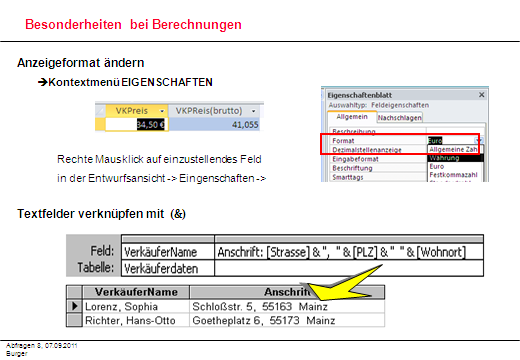 Besonderheiten bei Berechnungen
Anzeigeformat ändern
➔Kontextmenü EIGENSCHAFTEN
VKPreis VKPReis(brutto)
34,50 € 41,055
Eigenschaftenblatt
Auswahltyp: Feldeigenschaften
Allgemein Nachschlagen
Beschreibung
Format Euro
Dezimalstellenanzeige Allgemeine Zahl
Eingabeformat Währung
Beschriftung Euro
Smarttags Festkommazahl
Rechte Mausklick auf einzustellendes Feld
in der Entwurfsansicht -> Eingenschaften ->
Textfelder verknüpfen mit (&)
Feld: VerkäuferName Anschrift: [Strasse] & ", " & [PLZ] & " " & [Wohnort]
Tabelle: Verkäuferdaten
VerkäuferName Anschrift
Lorenz, Sophia Schloßstr. 5, 55163 Mainz
Richter, Hans-Otto Goetheplatz 6, 55173 Mainz
Abfragen 8, 07.09.2011
Burger